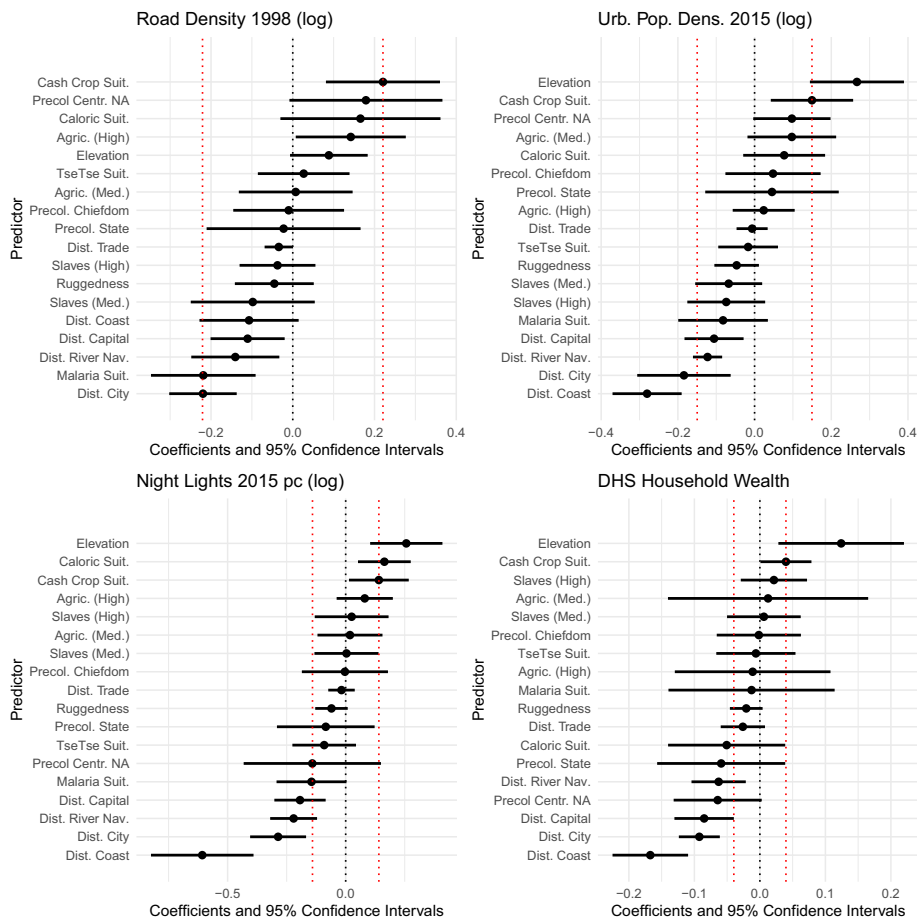 Road Density 1998 (log)
Predictor
Cash Crop Suit.
Precol Centr. NA
Caloric Suit.
Agric. (High)
Elevation
TseTse Suit.
Agric. (Med.)
Precol. Chiefdom
Precol. State
Dist. Trade
Slaves (High)
Ruggedness
Slaves (Med.)
Dist. Coast
Dist. Capital
Dist. River Nav.
Malaria Suit.
Dist. City
−0.2 0.0 0.2 0.4
Coefficients and 95% Confidence Intervals
Urb. Pop. Dens. 2015 (log)
Predictor
Elevation
Cash Crop Suit.
Precol Centr. NA
Agric. (Med.)
Caloric Suit.
Precol. Chiefdom
Precol. State
Agric. (High)
Dist. Trade
TseTse Suit.
Ruggedness
Slaves (Med.)
Slaves (High)
Malaria Suit.
Dist. Capital
Dist. River Nav.
Dist. City
Dist. Coast
−0.4 −0.2 0.0 0.2 0.4
Coefficients and 95% Confidence Intervals
Night Lights 2015 pc (log)
Predictor
Elevation
Caloric Suit.
Cash Crop Suit.
Agric. (High)
Slaves (High)
Agric. (Med.)
Slaves (Med.)
Precol. Chiefdom
Dist. Trade
Ruggedness
Precol. State
TseTse Suit.
Precol Centr. NA
Malaria Suit.
Dist. Capital
Dist. River Nav.
Dist. City
Dist. Coast
−0.5 0.0
Coefficients and 95% Confidence Intervals
DHS Household Wealth
Predictor
Elevation
Cash Crop Suit.
Slaves (High)
Agric. (Med.)
Slaves (Med.)
Precol. Chiefdom
TseTse Suit.
Agric. (High)
Malaria Suit.
Ruggedness
Dist. Trade
Caloric Suit.
Precol. State
Dist. River Nav.
Precol Centr. NA
Dist. Capital
Dist. City
Dist. Coast
−0.2 −0.1 0.0 0.1 0.2
Coefficients and 95% Confidence Intervals